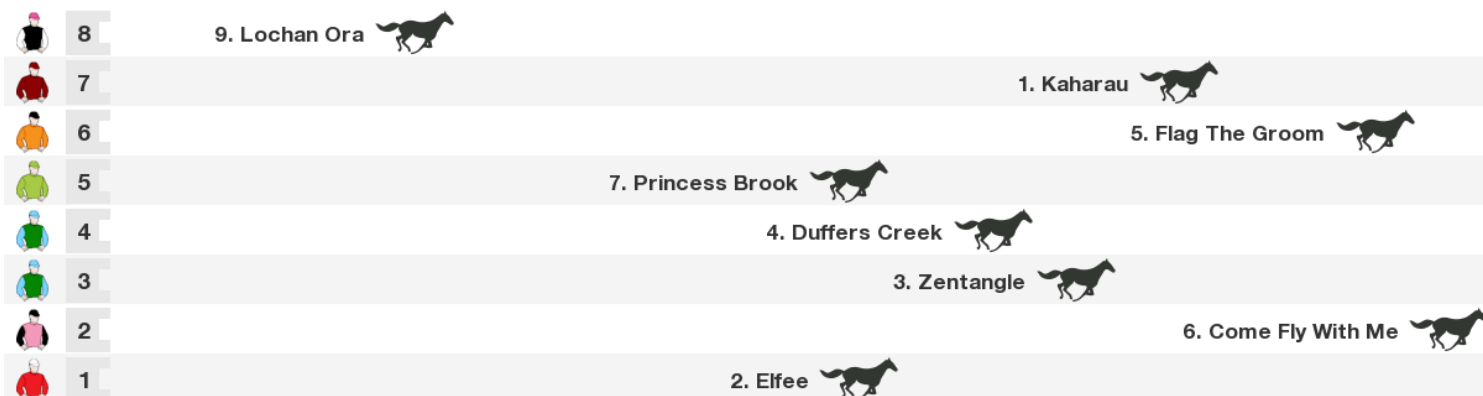 8 9. Lochan Ora
7 1. Kaharau
6 5. Flag The Groom
5 7. Princess Brook
4 4. Duffers Creek
3 3. Zentangle
2 6. Come Fly With Me
1 2. Elfee